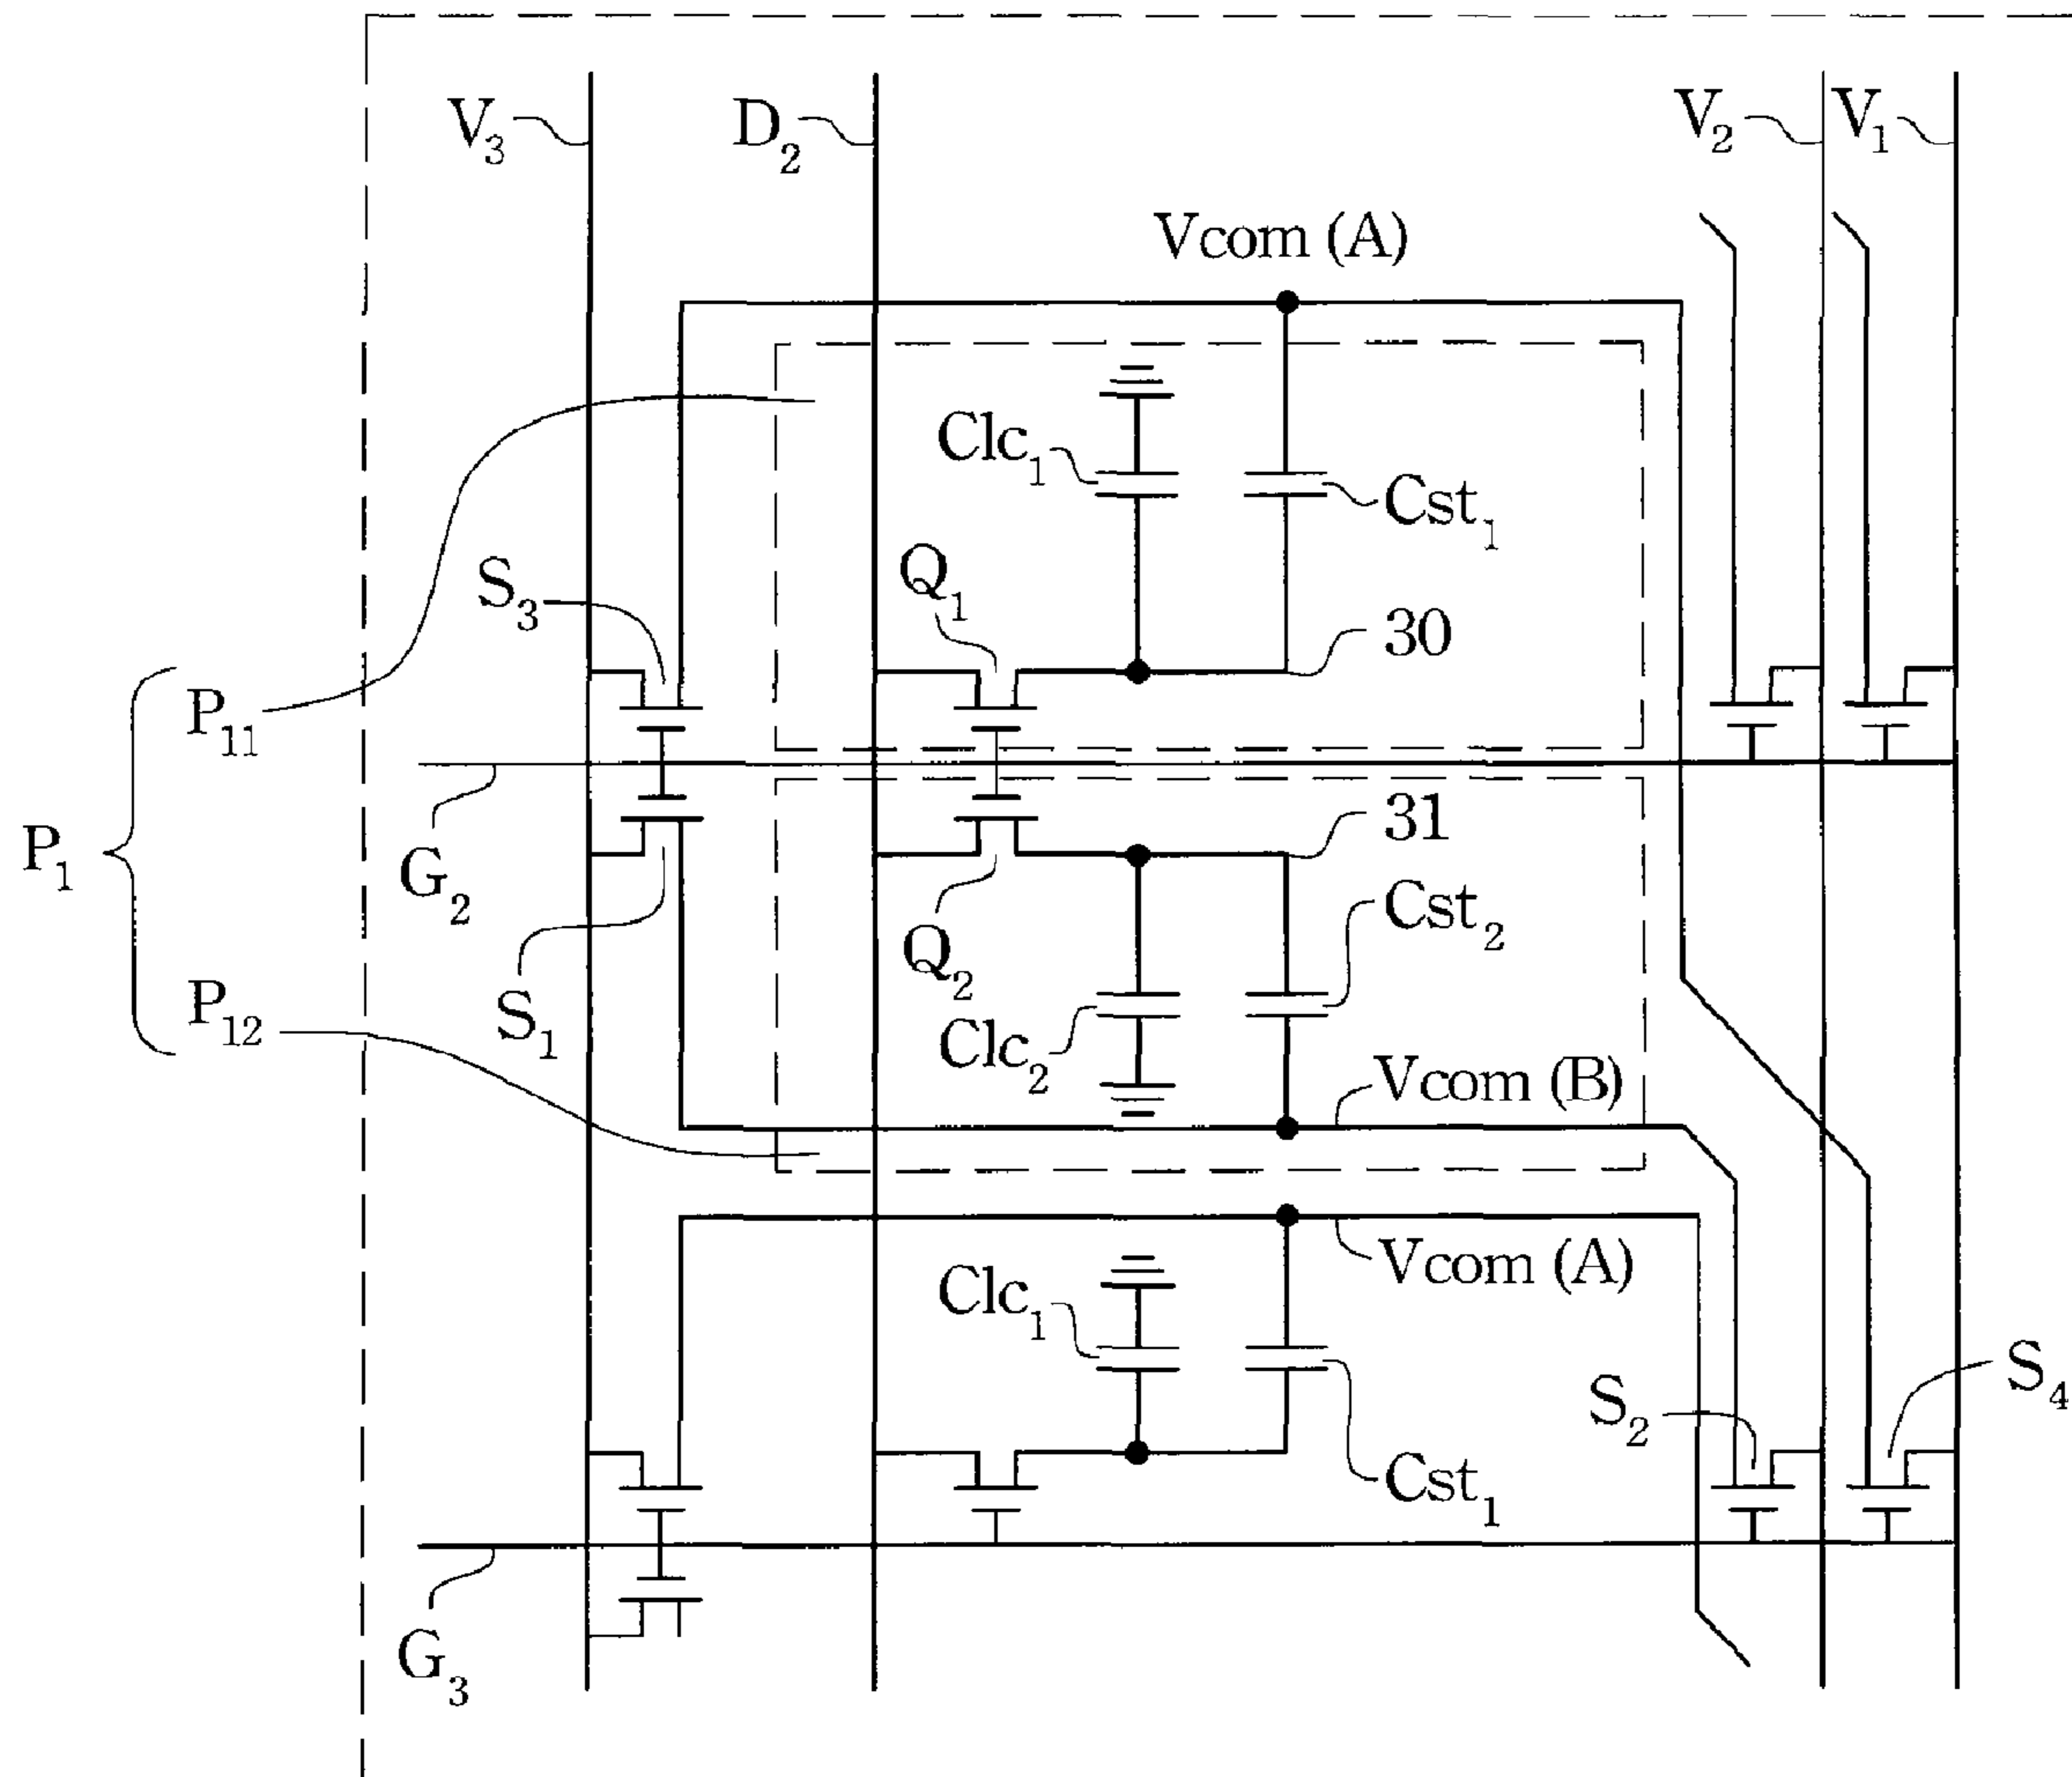 V3 D2 V2 V1
Vcom (A)
Clc1
Cst1
Q1
S3
30
P11
31
P1
G2
Cst2
Q2
P12
S1
Clc2
Vcom (B)
Vcom (A)
Clc1
S4
S2
Cst1
G3